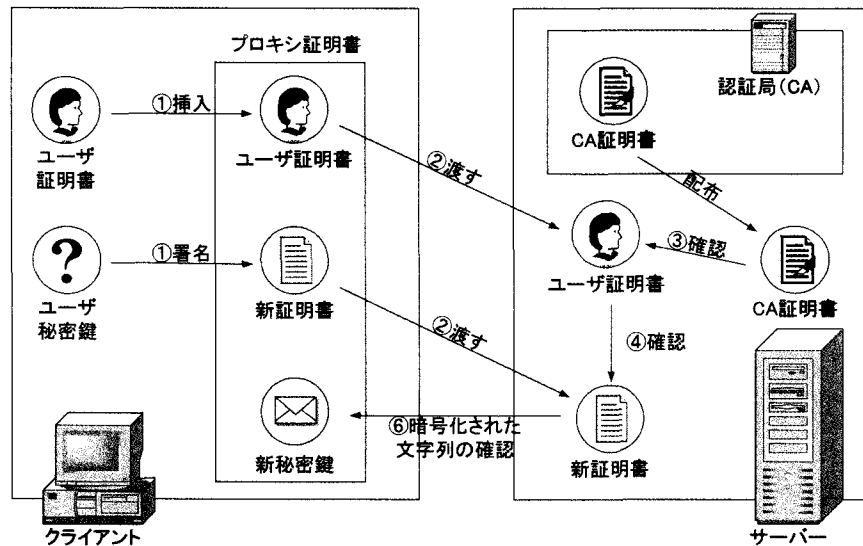 プロキシ証明書
①挿入
ユーザ
証明書
ユーザ証明書
①署名
ユーザ
秘密鍵
新証明書
新秘密鍵
クライアント
②渡す
②渡す
⑥暗号化された
文字列の確認
認証局(CA)
CA証明書
配布
③確認
ユーザ証明書
CA証明書
④確認
新証明書
サーバー